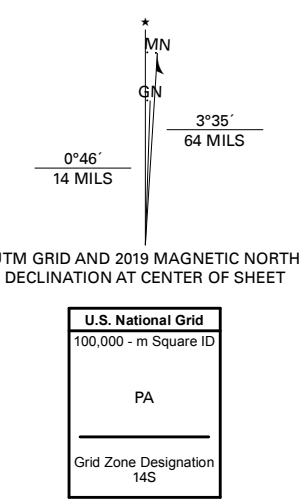 MN
GN
3°35´
64 MILS
0°46´
14 MILS
UTM GRID AND 2019 MAGNETIC NORTH
DECLINATION AT CENTER OF SHEET
U.S. National Grid
100,000 - m Square ID
PA
Grid Zone Designation
14S